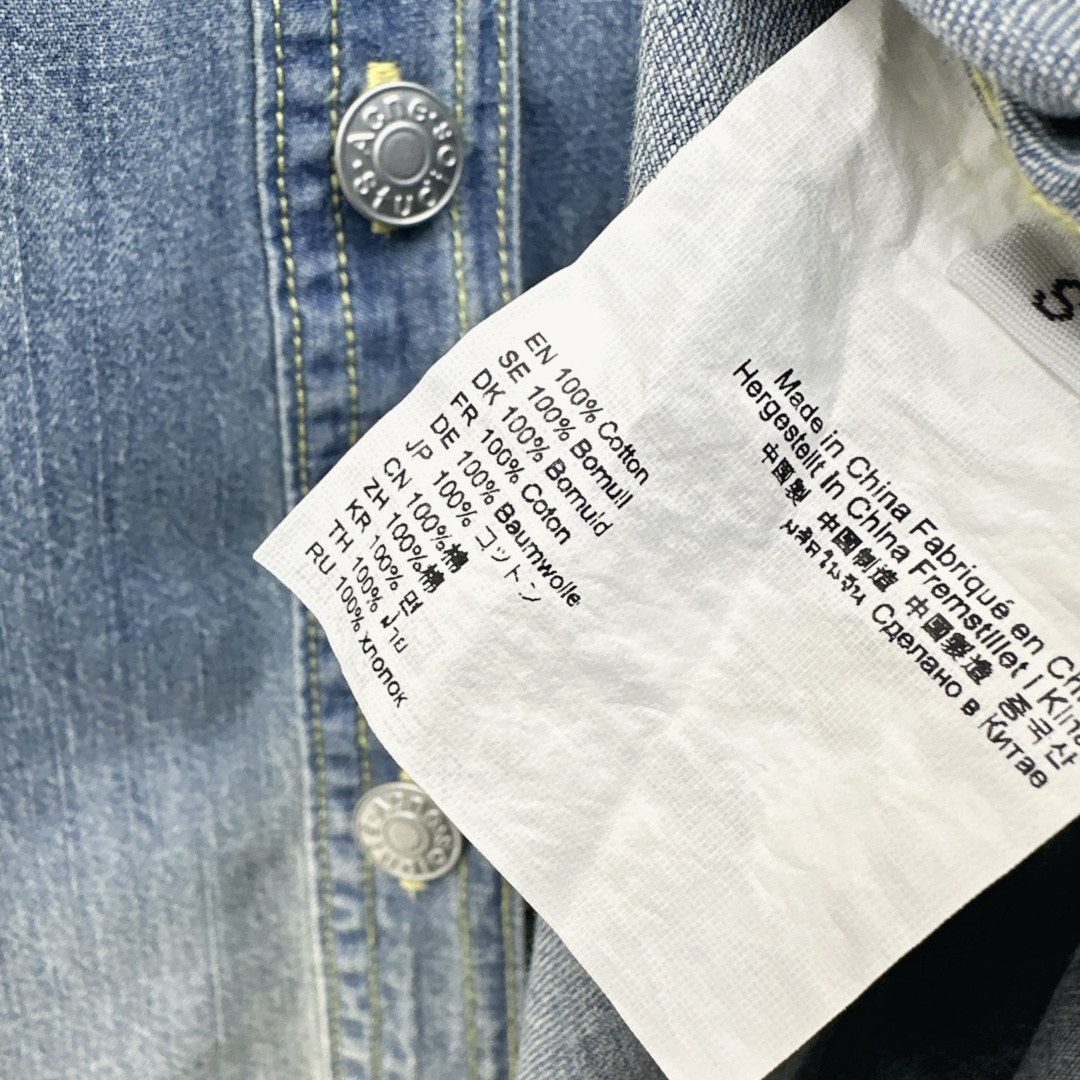 Acne Studio
S
EN 100% Cotton
SE 100% Bomull
DK 100% Bomuld
FR 100% Coton
DE 100% Baumwolle
JP 100% コットン
CN 100%棉
ZH 100%棉
KR 100% 면
TH 100% ฝ้าย
RU 100% хлопок
Made in China Fabriqué en Ch
Hergestellt in China Fremstillet i Kina
中国製 中国制造 中國製造 중국산
ผลิตในจีน Сделано в Китае